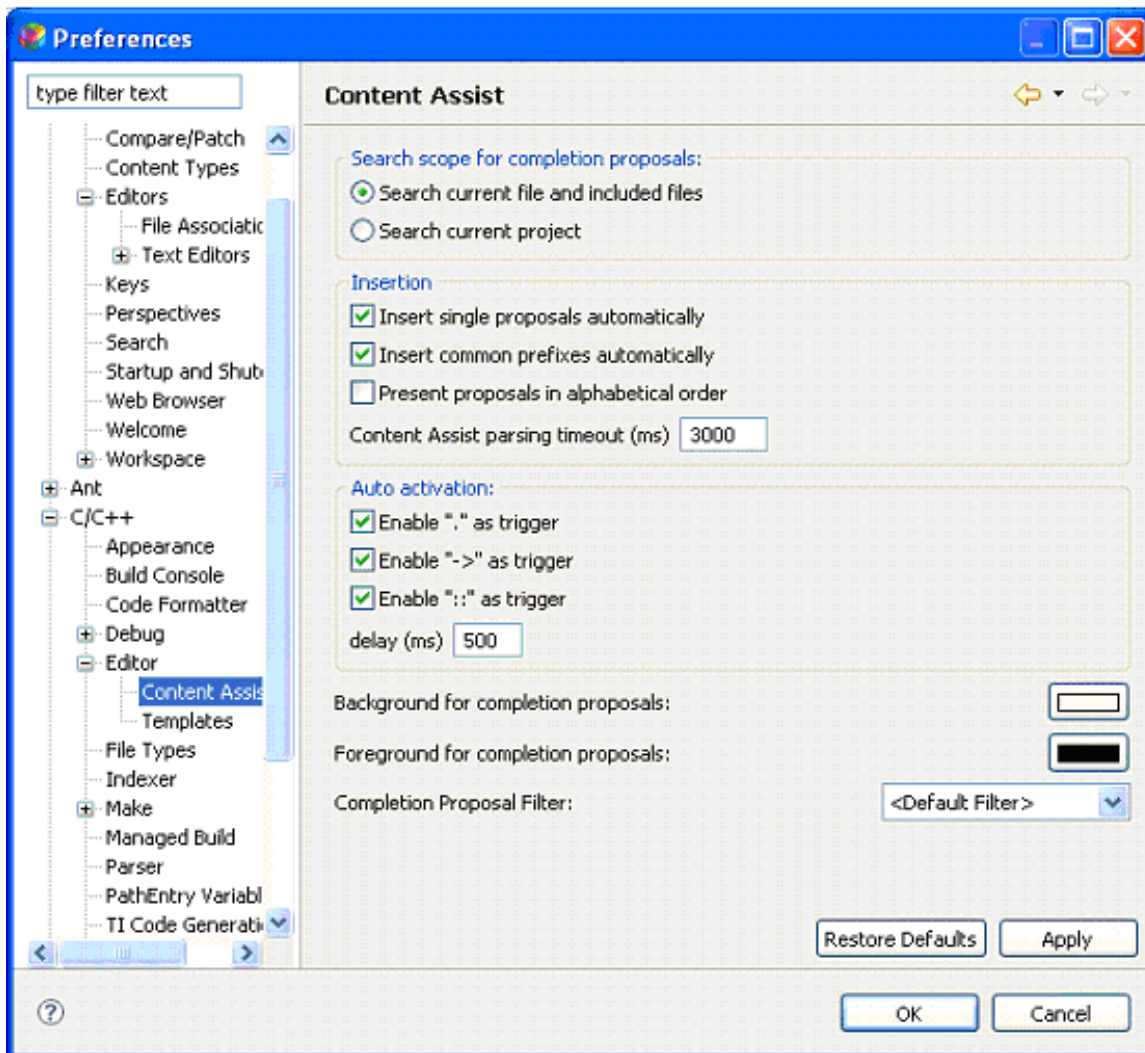 Preferences
type filter text
Compare/Patch
Content Types
Editors
File Associatic
Text Editors
Keys
Perspectives
Search
Startup and Shut
Web Browser
Welcome
Workspace
Ant
C/C++
Appearance
Build Console
Code Formatter
Debug
Editor
Content Assis
Templates
File Types
Indexer
Make
Managed Build
Parser
PathEntry Variabl
TI Code Generati
Content Assist
Search scope for completion proposals:
Search current file and included files
Search current project
Insertion
Insert single proposals automatically
Insert common prefixes automatically
Present proposals in alphabetical order
Content Assist parsing timeout (ms) 3000
Auto activation:
Enable "." as trigger
Enable "->" as trigger
Enable "::" as trigger
delay (ms) 500
Background for completion proposals:
Foreground for completion proposals:
Completion Proposal Filter: <Default Filter>
Restore Defaults Apply
? OK Cancel